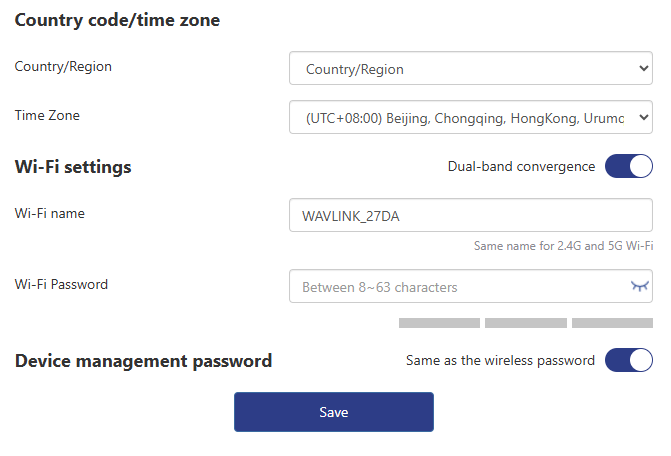 Country code/time zone
Country/Region
Country/Region
Time Zone
(UTC+08:00) Beijing, Chongqing, HongKong, Urumc
Wi-Fi settings
Dual-band convergence
Wi-Fi name
WAVLINK_27DA
Same name for 2.4G and 5G Wi-Fi
Wi-Fi Password
Between 8~63 characters
Device management password
Same as the wireless password
Save